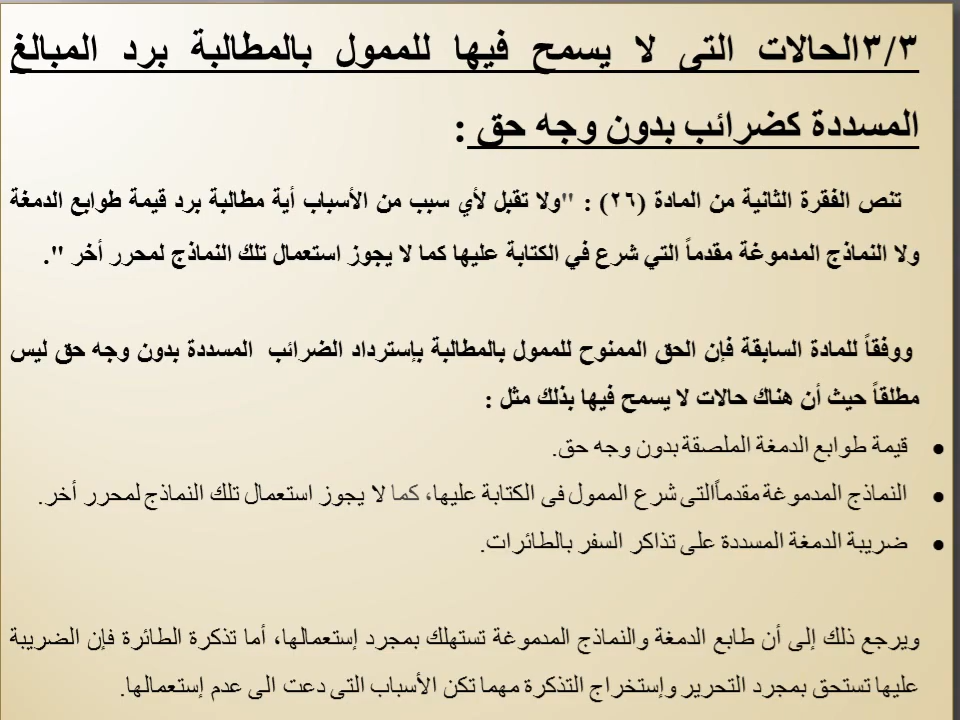 ٣/٣الحالات التى لا يسمح فيها للممول بالمطالبة برد المبالغ
المسددة كضرائب بدون وجه حق :
تنص الفقرة الثانية من المادة (٢٦) : "ولا تقبل لأي سبب من الأسباب أية مطالبة برد قيمة طوابع الدمغة
ولا النماذج المدموغة مقدماً التي شرع في الكتابة عليها كما لا يجوز استعمال تلك النماذج لمحرر أخر ".
ووفقاً للمادة السابقة فإن الحق الممنوح للممول بالمطالبة بإسترداد الضرائب المسددة بدون وجه حق ليس
مطلقاً حيث أن هناك حالات لا يسمح فيها بذلك مثل :
• قيمة طوابع الدمغة الملصقة بدون وجه حق.
• النماذج المدموغة مقدماًالتى شرع الممول فى الكتابة عليها، كما لا يجوز استعمال تلك النماذج لمحرر أخر.
• ضريبة الدمغة المسددة على تذاكر السفر بالطائرات.
ويرجع ذلك إلى أن طابع الدمغة والنماذج المدموغة تستهلك بمجرد إستعمالها، أما تذكرة الطائرة فإن الضريبة
عليها تستحق بمجرد التحرير وإستخراج التذكرة مهما تكن الأسباب التى دعت الى عدم إستعمالها.